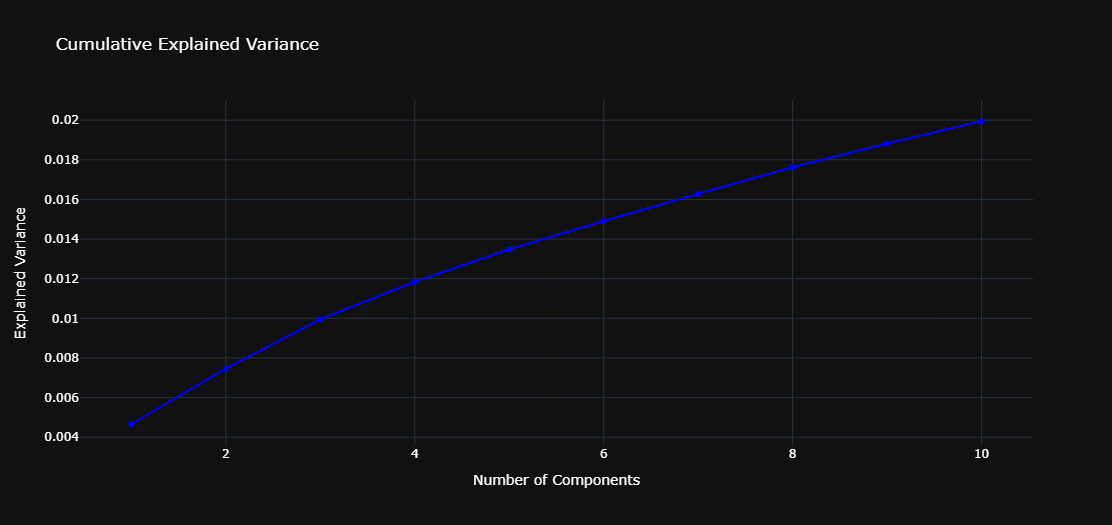 Cumulative Explained Variance
0.02
0.018
0.016
0.014
0.012
0.01
0.008
0.006
0.004
Explained Variance
2 4 6 8 10
Number of Components